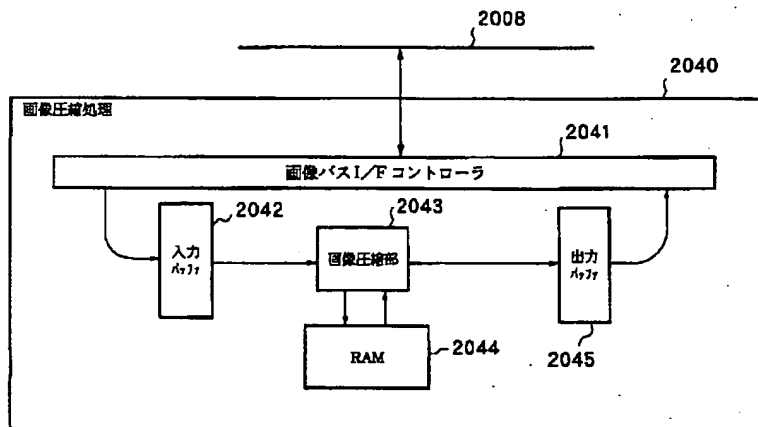 2008
2040
画像圧縮処理
2041
画像バスI/Fコントローラ
2042
2043
入力
バッファ
画像圧縮部
出力
バッファ
RAM
2044
2045